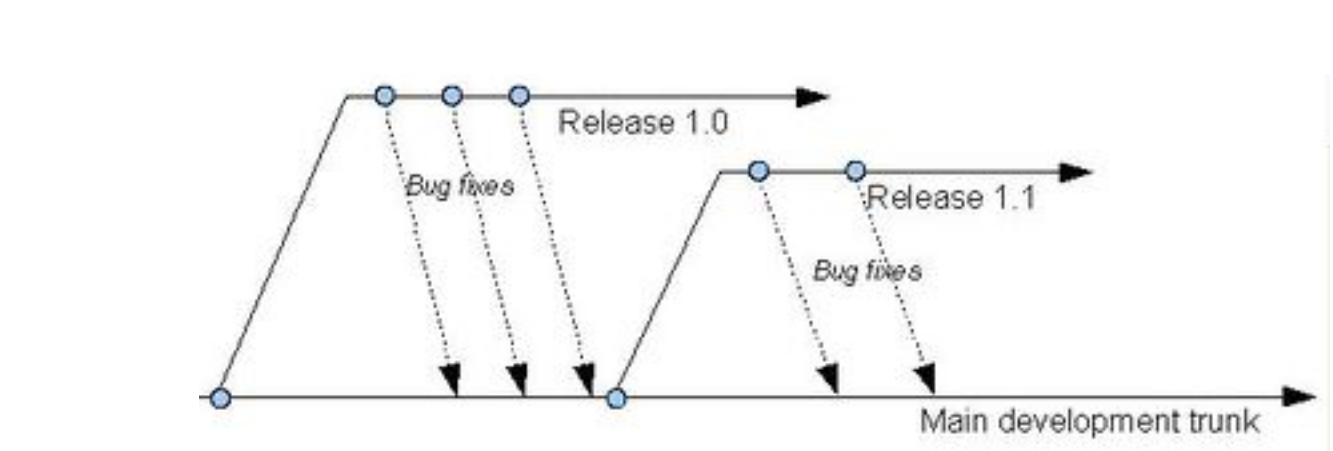 Release 1.0
Bug fixes
Release 1.1
Bug fixes
Main development trunk